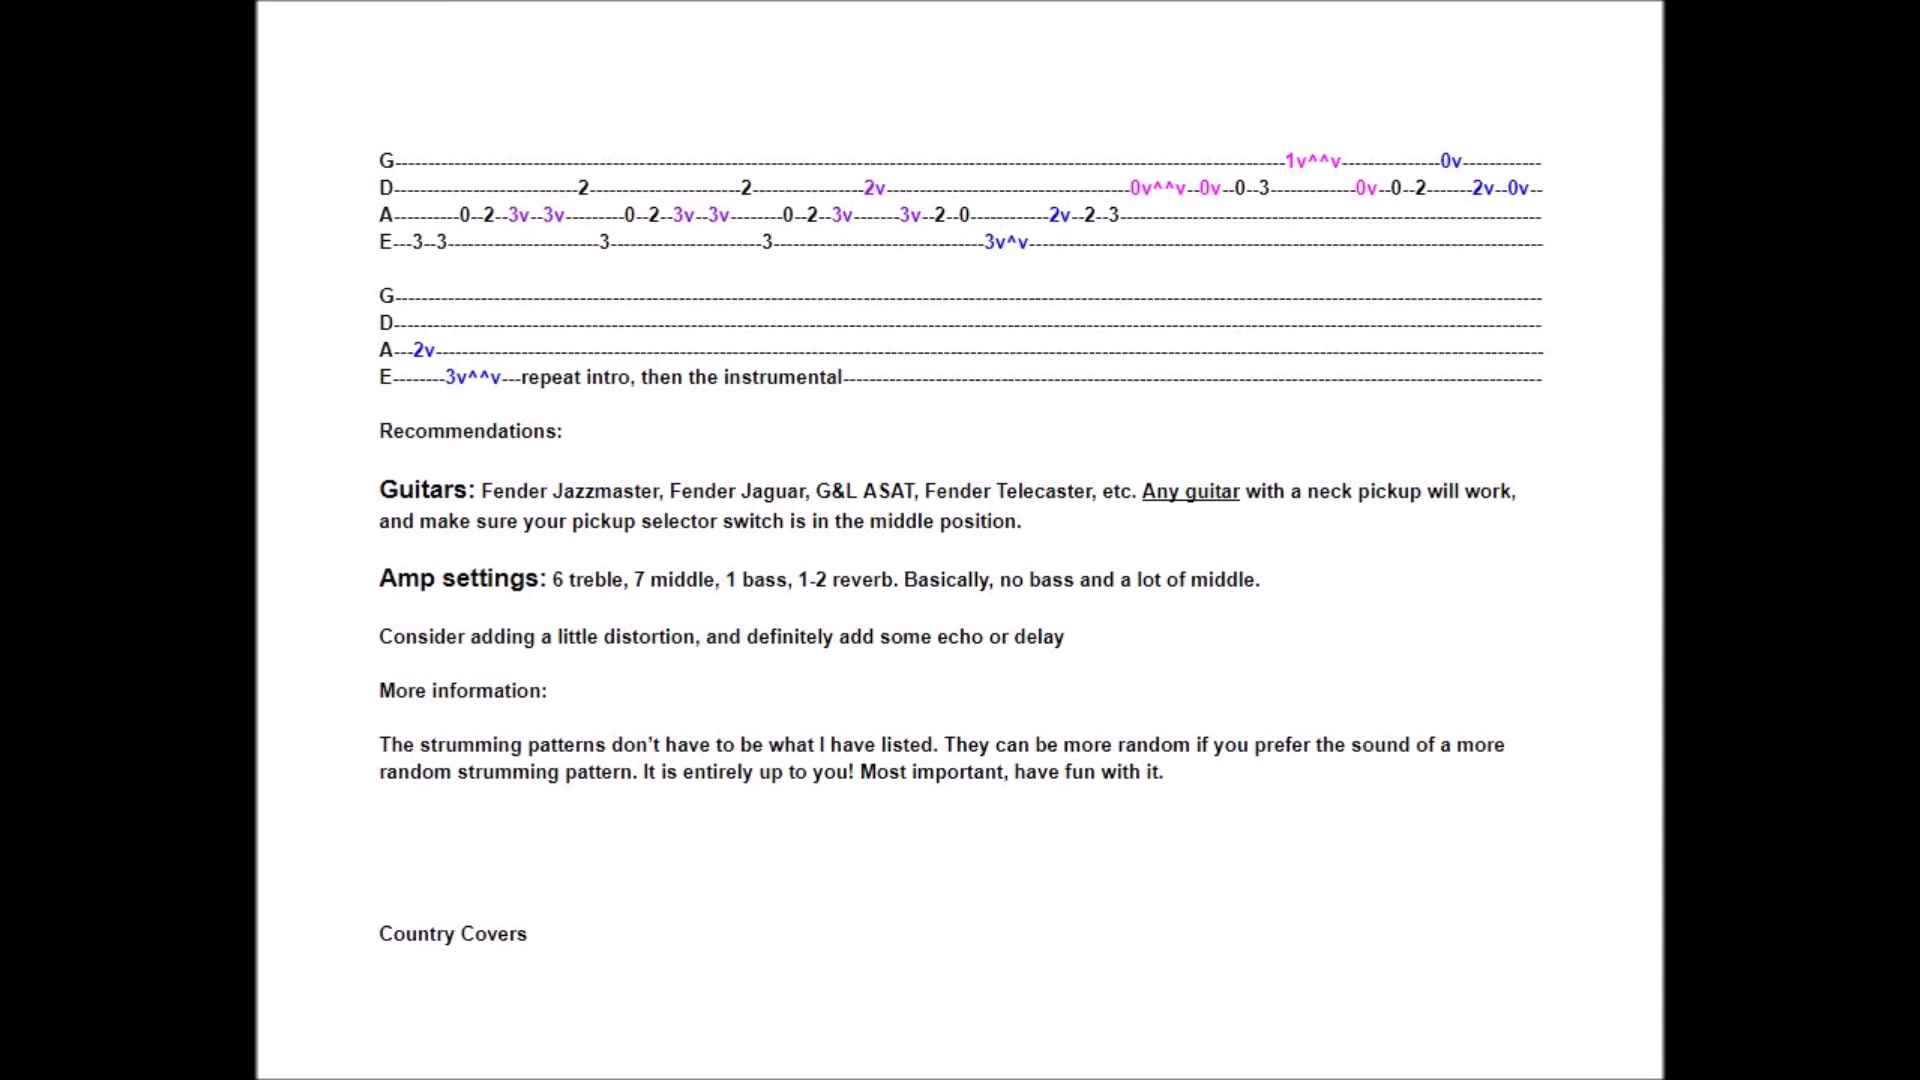 G---------------------------------------------------------------------------------------------------------------------------------------1v^^v---------------0v------------
D----------------------------2-----------------------2-----------------2v-------------------------------------0v^^v--0v--0--3-------------0v--0--2-------2v--0v--
A----------0--2--3v--3v---------0--2--3v--3v--------0--2--3v-------3v--2--0------------2v--2--3----------------------------------------------------------------
E---3--3-----------------------3------------------------3--------------------------------3v^v------------------------------------------------------------------------------
G------------------------------------------------------------------------------------------------------------------------------------------------------------------------------
D------------------------------------------------------------------------------------------------------------------------------------------------------------------------------
A---2v------------------------------------------------------------------------------------------------------------------------------------------------------------------------
E--------3v^^v---repeat intro, then the instrumental----------------------------------------------------------------------------------------------------------
Recommendations:
Guitars: Fender Jazzmaster, Fender Jaguar, G&L ASAT, Fender Telecaster, etc. Any guitar with a neck pickup will work,
and make sure your pickup selector switch is in the middle position.
Amp settings: 6 treble, 7 middle, 1 bass, 1-2 reverb. Basically, no bass and a lot of middle.
Consider adding a little distortion, and definitely add some echo or delay
More information:
The strumming patterns don’t have to be what I have listed. They can be more random if you prefer the sound of a more
random strumming pattern. It is entirely up to you! Most important, have fun with it.
Country Covers